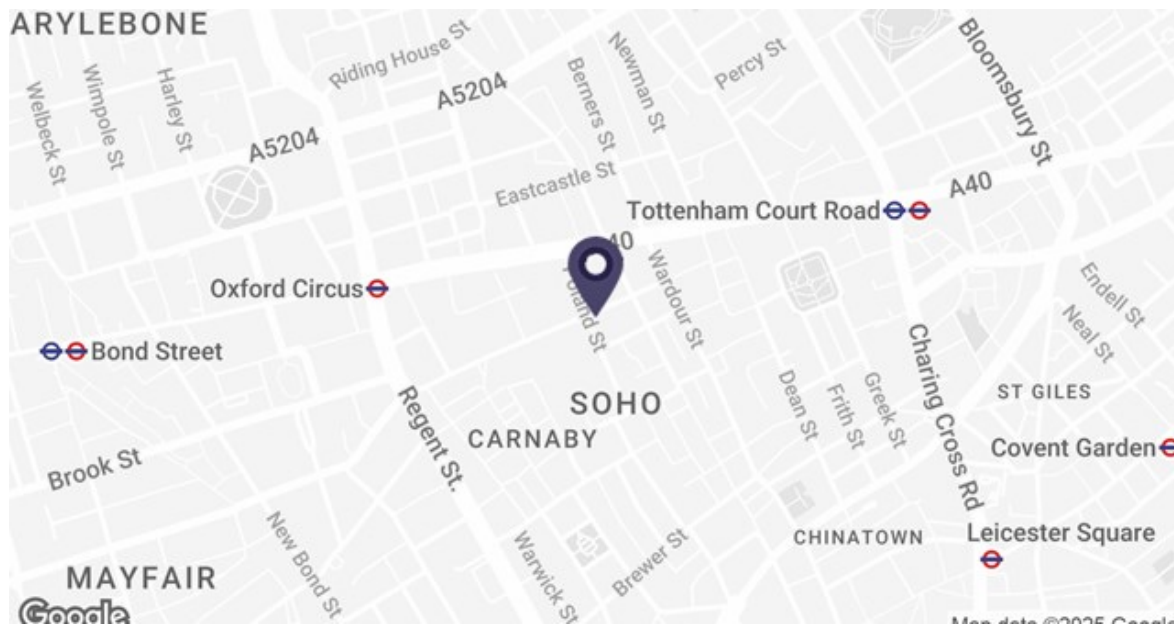 ARYLEBONE
Riding House St
Newman St
Percy St
Bloomsbury St
Berners St
Harley St
Wimpole St
Welbeck St
A5204
A5204
Eastcastle St
A40
Tottenham Court Road
40
Poland St
Wardour St
Oxford Circus
Endell St
Neal St
Bond Street
Charing Cross Rd
Dean St
Frith St
Greek St
ST GILES
SOHO
Regent St.
CARNABY
Covent Garden
Brook St
New Bond St
Warwick St
Brewer St
CHINATOWN
Leicester Square
MAYFAIR
Google
Map data ©2025 Google